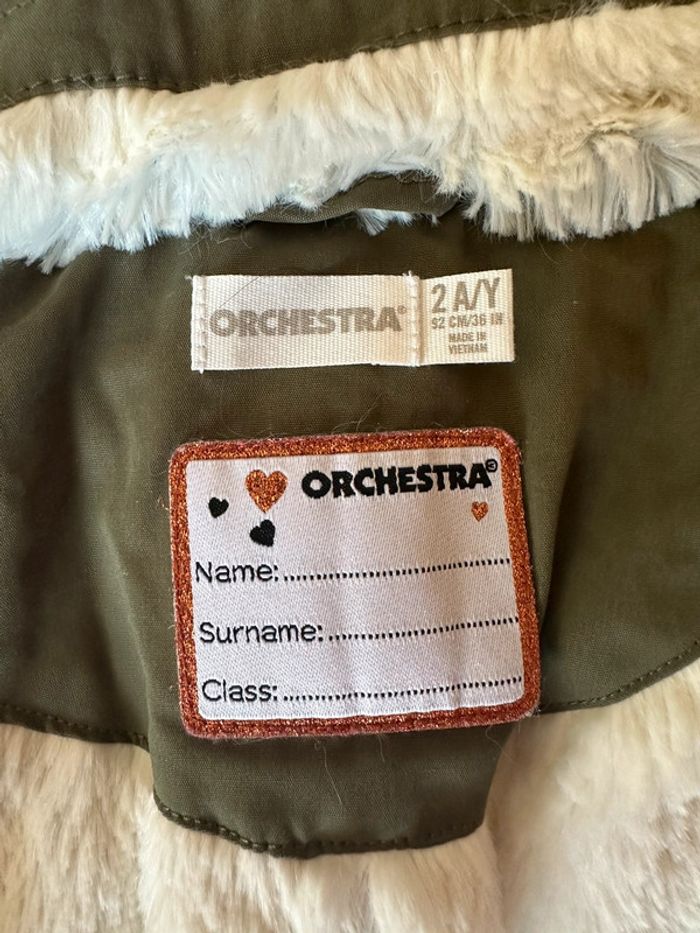 ORCHESTRA®
2 A/Y
92 CM/36 IN
MADE IN
VIETNAM
ORCHESTRA®
Name:................................
Surname:...........................
Class:................................